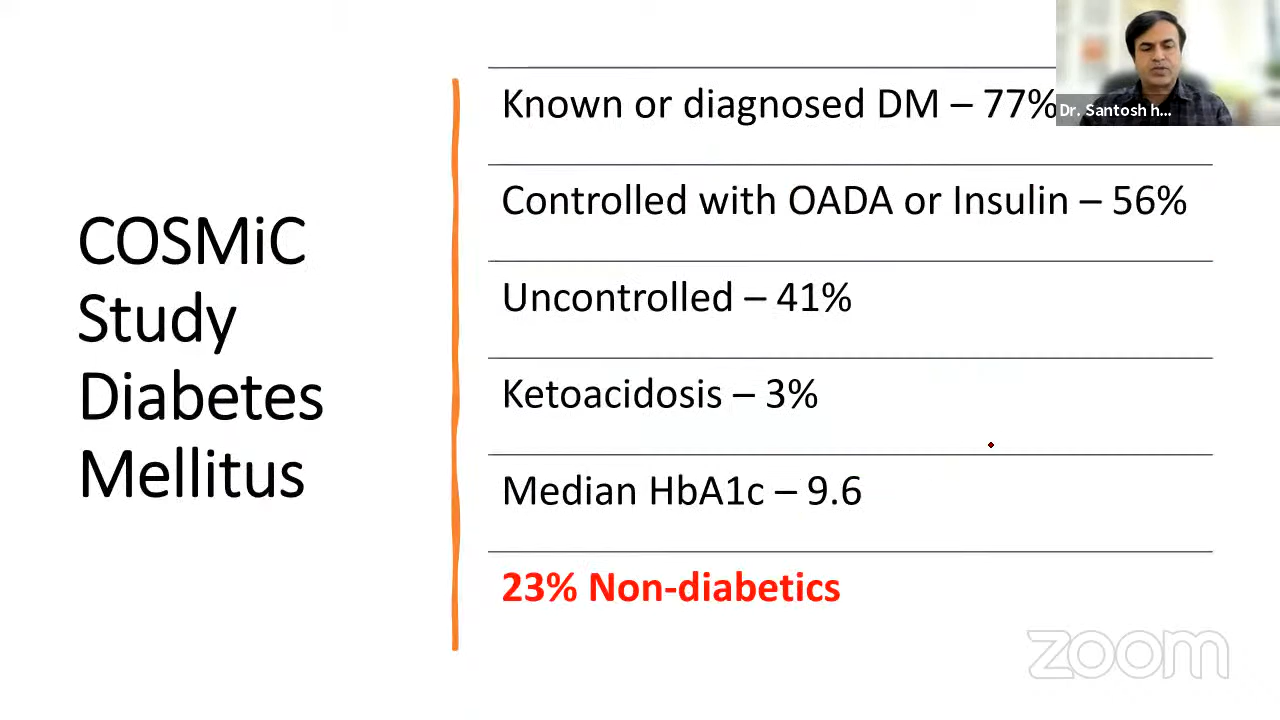 COSMiC
Study
Diabetes
Mellitus
Known or diagnosed DM – 77%
Controlled with OADA or Insulin – 56%
Uncontrolled – 41%
Ketoacidosis – 3%
Median HbA1c – 9.6
23% Non-diabetics
Dr. Santosh h...
zoom